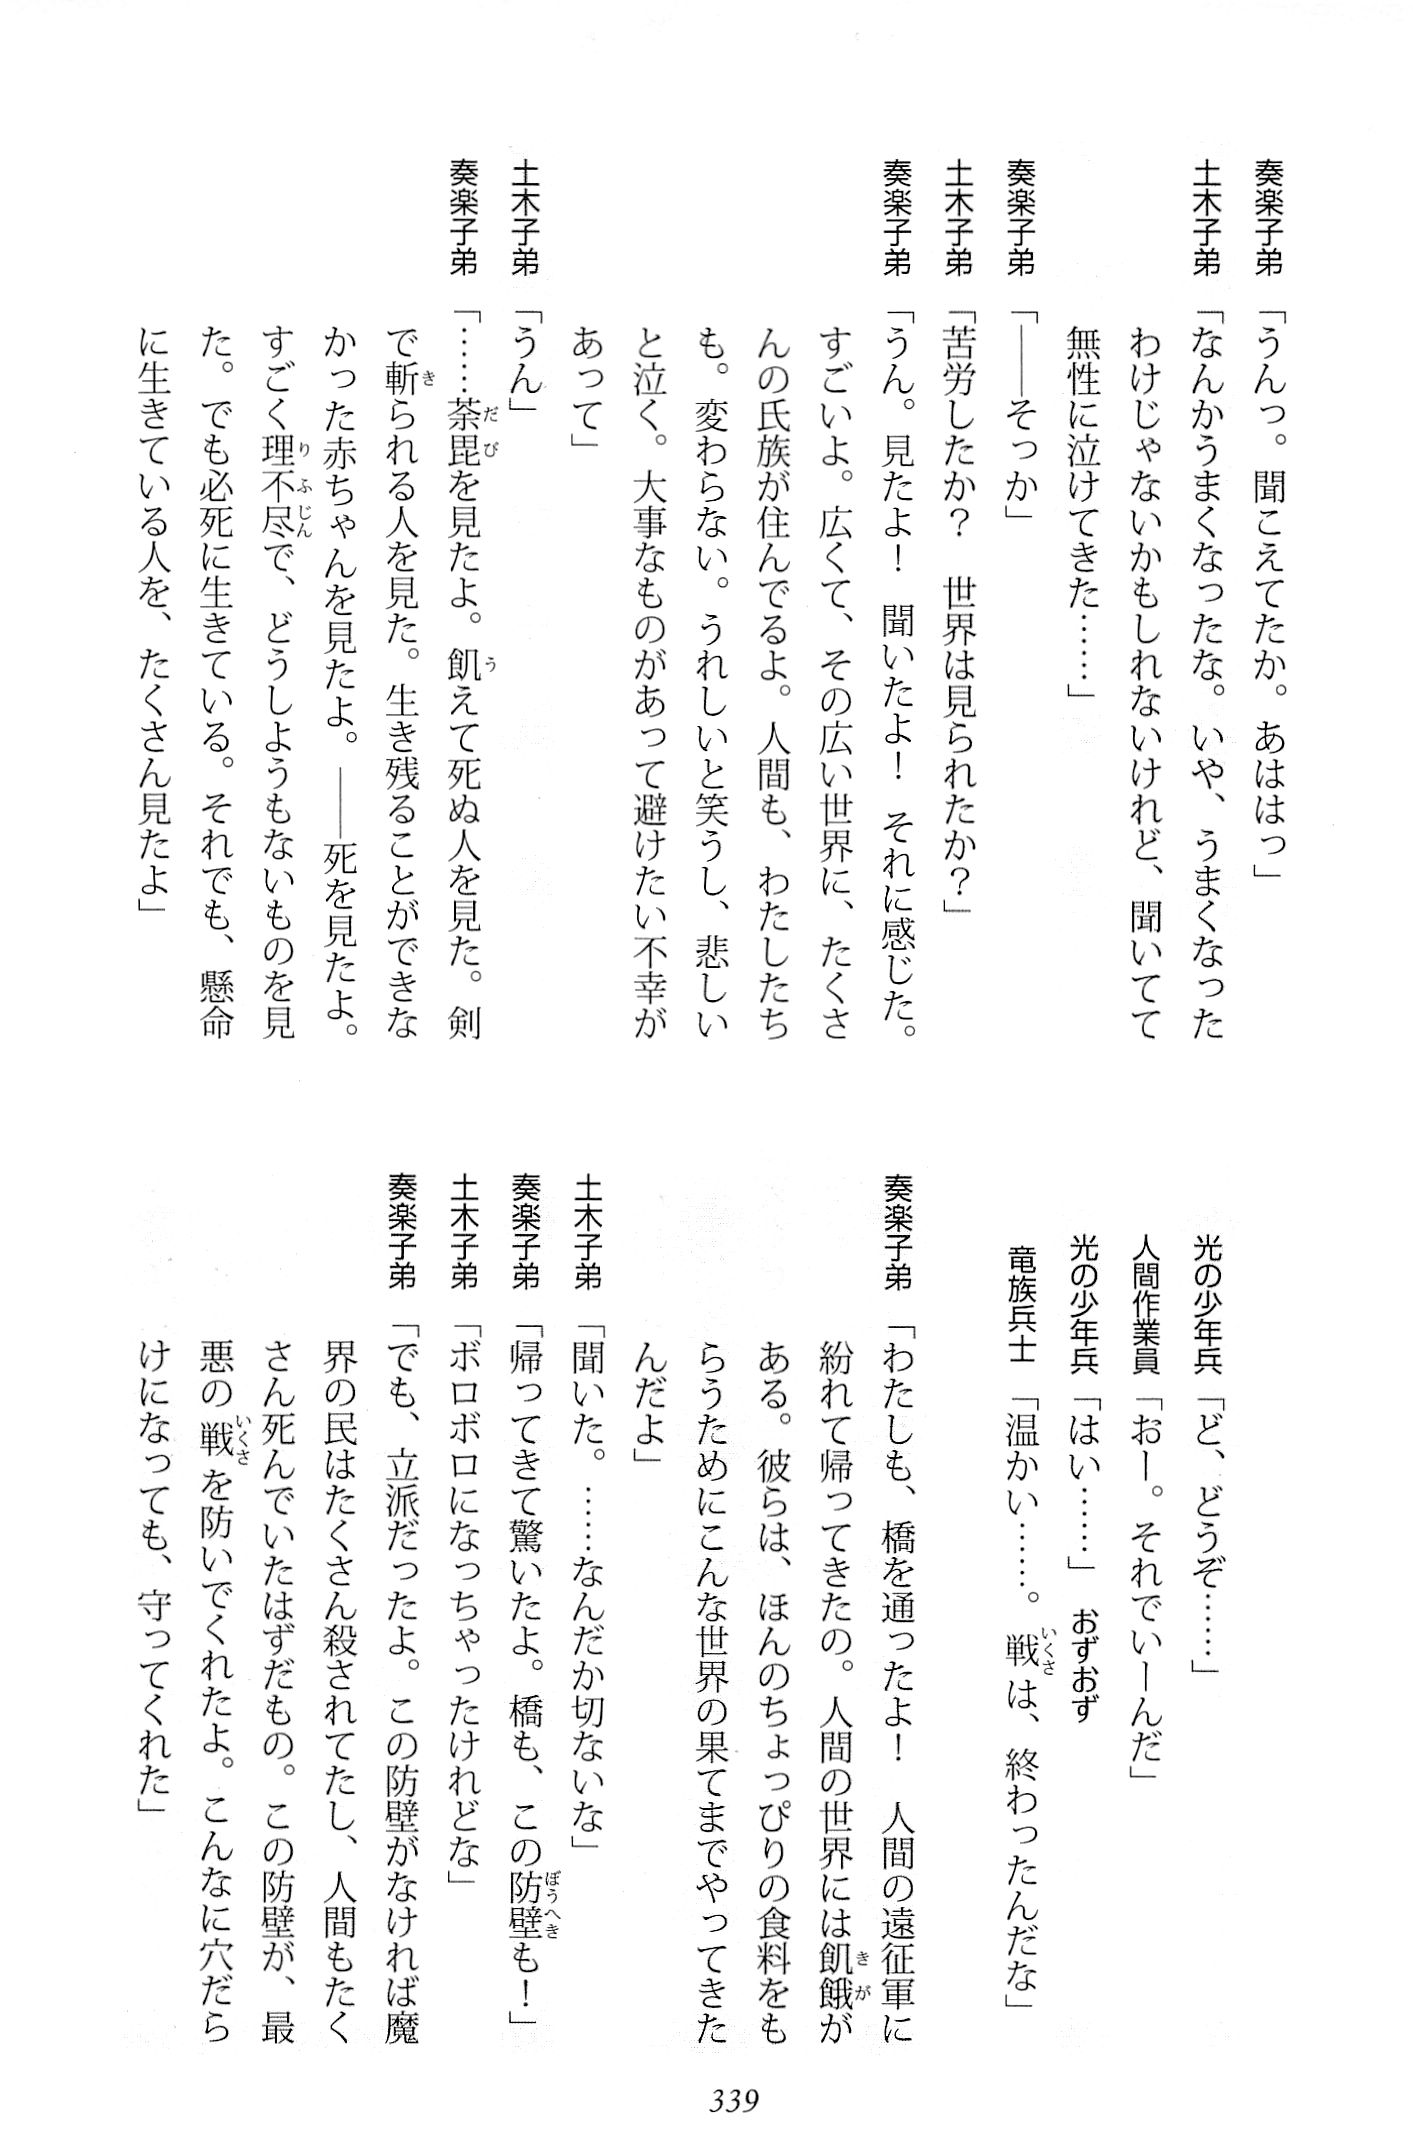 奏楽子弟「うんっ。聞こえてたか。あははっ」
土木子弟「なんかうまくなったな。いや、うまくなった
わけじゃないかもしれないけれど、聞いてて
無性に泣けてきた……」
奏楽子弟「――そっか」
土木子弟「苦労したか？　世界は見られたか？」
奏楽子弟「うん。見たよ！　聞いたよ！　それに感じた。
すごいよ。広くて、その広い世界に、たくさ
んの氏族が住んでるよ。人間も、わたしたち
も。変わらない。うれしいと笑うし、悲しい
と泣く。大事なものがあって避けたい不幸が
あって」
土木子弟「うん」
奏楽子弟「……荼毘を見たよ。飢えて死ぬ人を見た。剣
で斬られる人を見た。生き残ることができな
かった赤ちゃんを見たよ。――死を見たよ。
すごく理不尽で、どうしようもないものを見
た。でも必死に生きている。それでも、懸命
に生きている人を、たくさん見たよ」
光の少年兵「ど、どうぞ……」
人間作業員「おー。それでいーんだ」
光の少年兵「はい……」おずおず
竜族兵士「温かい……。戦は、終わったんだな」
奏楽子弟「わたしも、橋を通ったよ！　人間の遠征軍に
紛れて帰ってきたの。人間の世界には飢餓が
ある。彼らは、ほんのちょっぴりの食料をも
らうためにこんな世界の果てまでやってきた
んだよ」
土木子弟「聞いた。……なんだか切ないな」
奏楽子弟「帰ってきて驚いたよ。橋も、この防壁も！」
土木子弟「ボロボロになっちゃったけれどな」
奏楽子弟「でも、立派だったよ。この防壁がなければ魔
界の民はたくさん殺されてたし、人間もたく
さん死んでいたはずだもの。この防壁が、最
悪の戦を防いでくれたよ。こんなに穴だら
けになっても、守ってくれた」
339